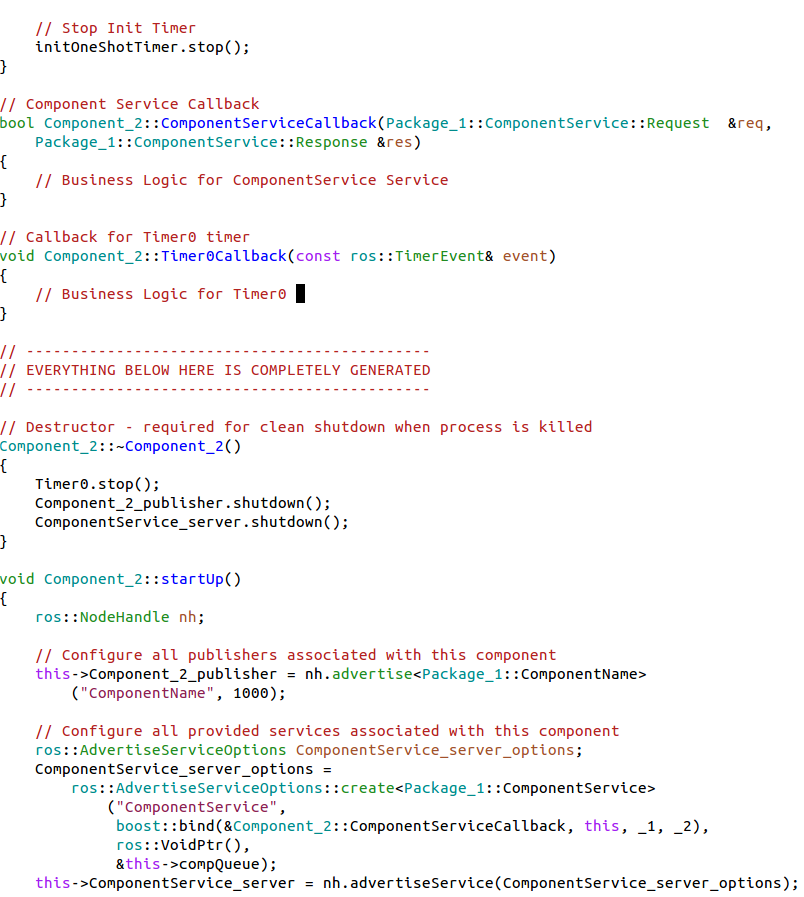 // Stop Init Timer
    initOneShotTimer.stop();
}

// Component Service Callback
bool Component_2::ComponentServiceCallback(Package_1::ComponentService::Request  &req,
    Package_1::ComponentService::Response &res)
{
    // Business Logic for ComponentService Service
}

// Callback for Timer0 timer
void Component_2::Timer0Callback(const ros::TimerEvent& event)
{
    // Business Logic for Timer0
}

// ---------------------------------------------
// EVERYTHING BELOW HERE IS COMPLETELY GENERATED
// ---------------------------------------------

// Destructor - required for clean shutdown when process is killed
Component_2::~Component_2()
{
    Timer0.stop();
    Component_2_publisher.shutdown();
    ComponentService_server.shutdown();
}

void Component_2::startUp()
{
    ros::NodeHandle nh;

    // Configure all publishers associated with this component
    this->Component_2_publisher = nh.advertise<Package_1::ComponentName>
        ("ComponentName", 1000);

    // Configure all provided services associated with this component
    ros::AdvertiseServiceOptions ComponentService_server_options;
    ComponentService_server_options =
        ros::AdvertiseServiceOptions::create<Package_1::ComponentService>
            ("ComponentService",
             boost::bind(&Component_2::ComponentServiceCallback, this, _1, _2),
             ros::VoidPtr(),
             &this->compQueue);
    this->ComponentService_server = nh.advertiseService(ComponentService_server_options);